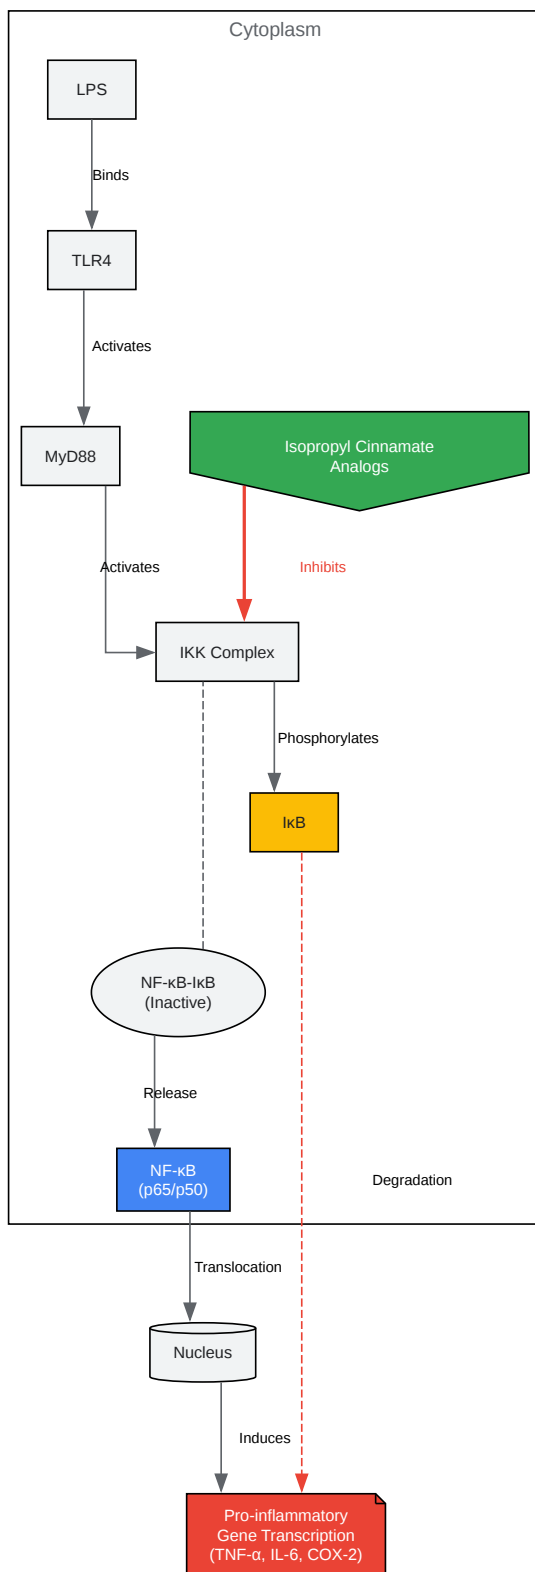 Cytoplasm
LPS
Binds
TLR4
Activates
MyD88
Isopropyl Cinnamate
Analogs
Activates
Inhibits
IKK Complex
Phosphorylates
IκB
NF-κB-IκB
(Inactive)
Release
NF-κB
(p65/p50)
Degradation
Translocation
Nucleus
Induces
Pro-inflammatory
Gene Transcription
(TNF-α, IL-6, COX-2)